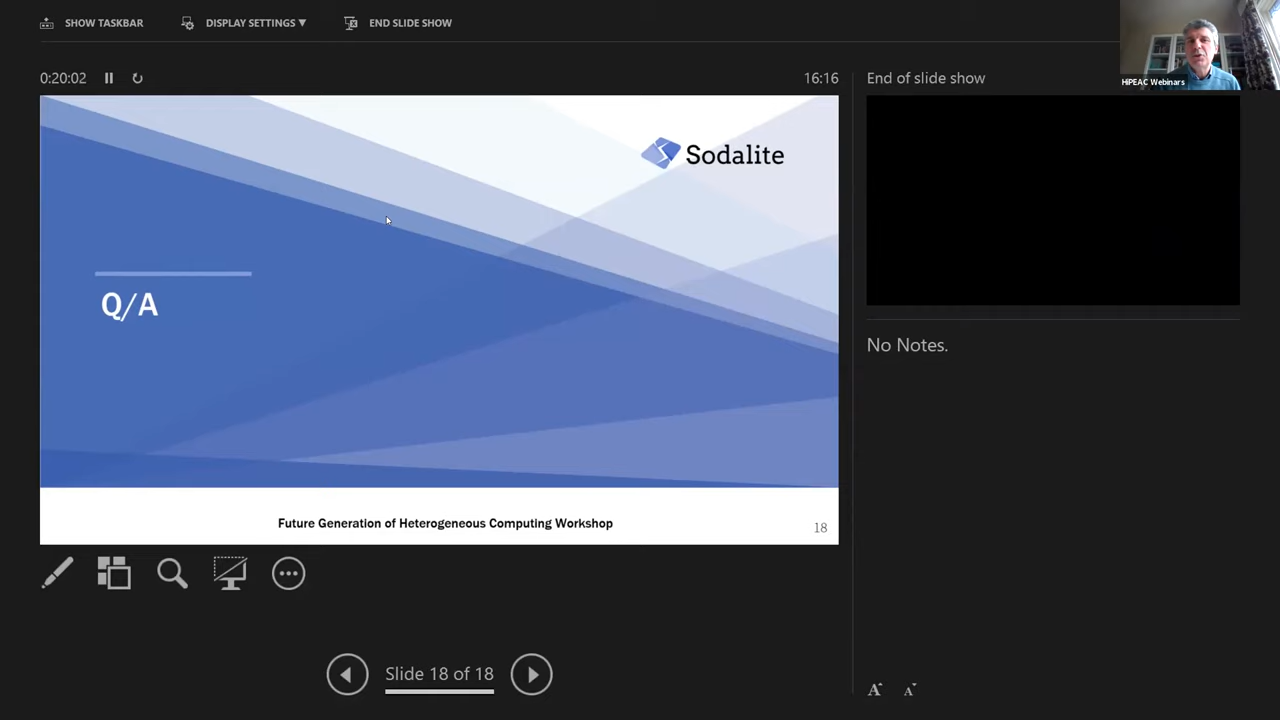 SHOW TASKBAR
DISPLAY SETTINGS ▼
END SLIDE SHOW
HiPEAC Webinars
0:20:02
16:16
End of slide show
Sodalite
Q/A
No Notes.
Future Generation of Heterogeneous Computing Workshop
18
Slide 18 of 18
A A